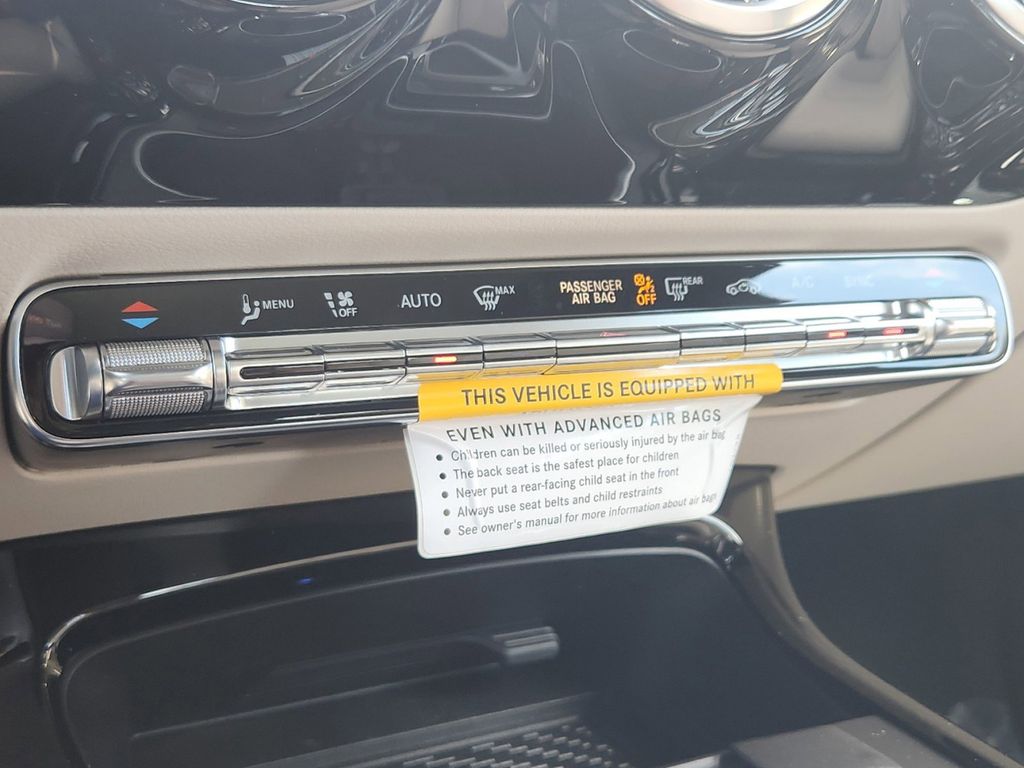 MENU
OFF
AUTO
MAX
PASSENGER
AIR BAG
OFF
REAR
A/C
SYNC
THIS VEHICLE IS EQUIPPED WITH
EVEN WITH ADVANCED AIR BAGS
• Children can be killed or seriously injured by the air bag
• The back seat is the safest place for children
• Never put a rear-facing child seat in the front
• Always use seat belts and child restraints
• See owner's manual for more information about air bags